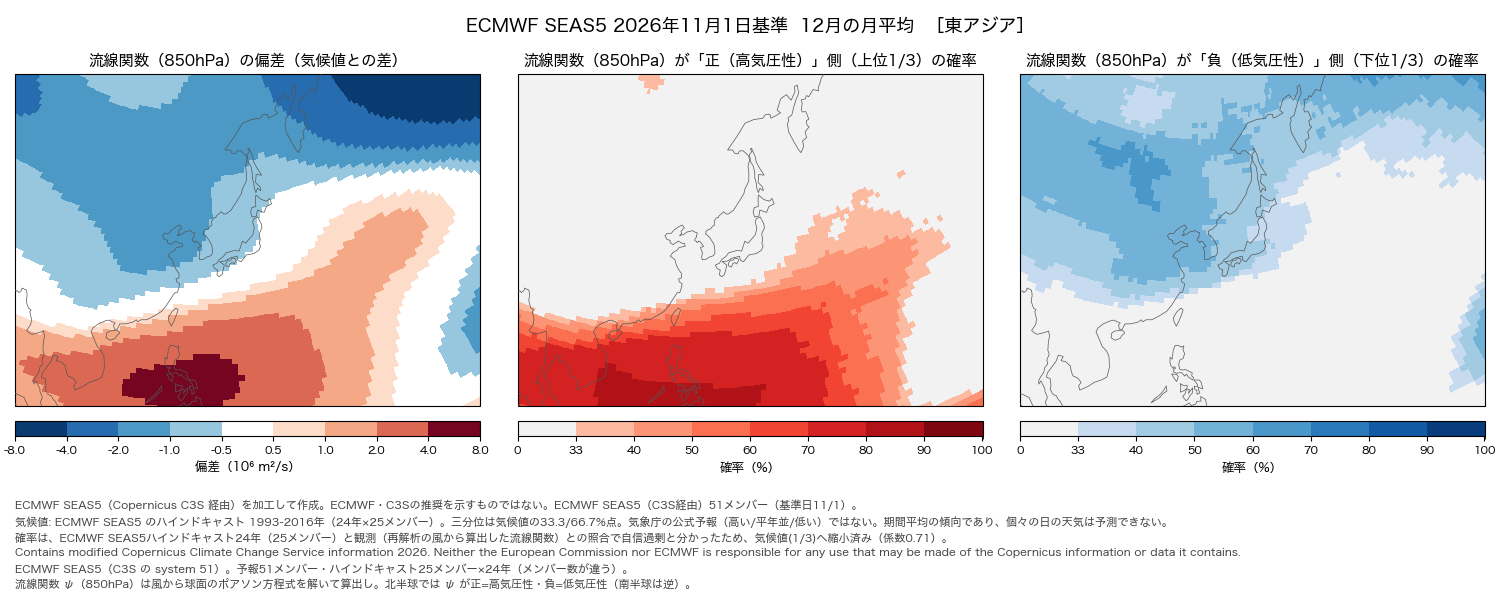 ECMWF SEAS5 2026年11月1日基準 12月の月平均 ［東アジア］
流線関数（850hPa）の偏差（気候値との差）
流線関数（850hPa）が「正（高気圧性）」側（上位1/3）の確率
流線関数（850hPa）が「負（低気圧性）」側（下位1/3）の確率
-8.0 -4.0 -2.0 -1.0 -0.5 0.5 1.0 2.0 4.0 8.0
偏差（10⁶ m²/s）
0 33 40 50 60 70 80 90 100
確率（%）
0 33 40 50 60 70 80 90 100
確率（%）
ECMWF SEAS5（Copernicus C3S 経由）を加工して作成。ECMWF・C3Sの推奨を示すものではない。ECMWF SEAS5（C3S経由）51メンバー（基準日11/1）。
気候値: ECMWF SEAS5 のハインドキャスト 1993-2016年（24年×25メンバー）。三分位は気候値の33.3/66.7%点。気象庁の公式予報（高い/平年並/低い）ではない。期間平均の傾向であり、個々の日の天気は予測できない。
確率は、ECMWF SEAS5ハインドキャスト24年（25メンバー）と観測（再解析の風から算出した流線関数）との照合で自信過剰と分かったため、気候値(1/3)へ縮小済み（係数0.71）。
Contains modified Copernicus Climate Change Service information 2026. Neither the European Commission nor ECMWF is responsible for any use that may be made of the Copernicus information or data it contains.
ECMWF SEAS5（C3S の system 51）。予報51メンバー・ハインドキャスト25メンバー×24年（メンバー数が違う）。
流線関数 ψ（850hPa）は風から球面のポアソン方程式を解いて算出し。北半球では ψ が正=高気圧性・負=低気圧性（南半球は逆）。